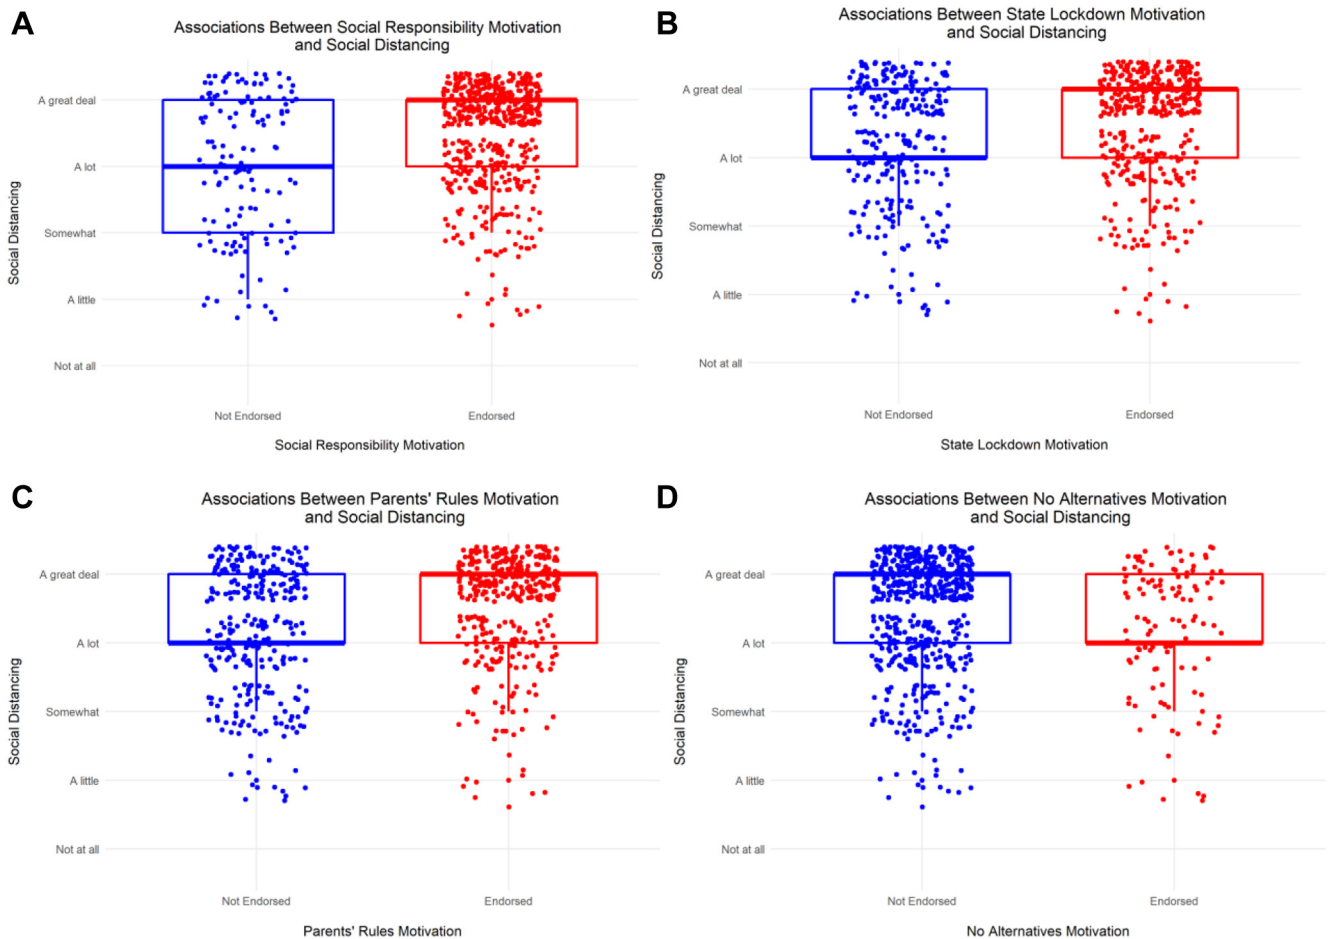 A
Associations Between Social Responsibility Motivation
and Social Distancing
Social Distancing
A great deal
A lot
Somewhat
A little
Not at all
Not Endorsed
Endorsed
Social Responsibility Motivation
B
Associations Between State Lockdown Motivation
and Social Distancing
Social Distancing
A great deal
A lot
Somewhat
A little
Not at all
Not Endorsed
Endorsed
State Lockdown Motivation
C
Associations Between Parents' Rules Motivation
and Social Distancing
Social Distancing
A great deal
A lot
Somewhat
A little
Not at all
Not Endorsed
Endorsed
Parents' Rules Motivation
D
Associations Between No Alternatives Motivation
and Social Distancing
Social Distancing
A great deal
A lot
Somewhat
A little
Not at all
Not Endorsed
Endorsed
No Alternatives Motivation